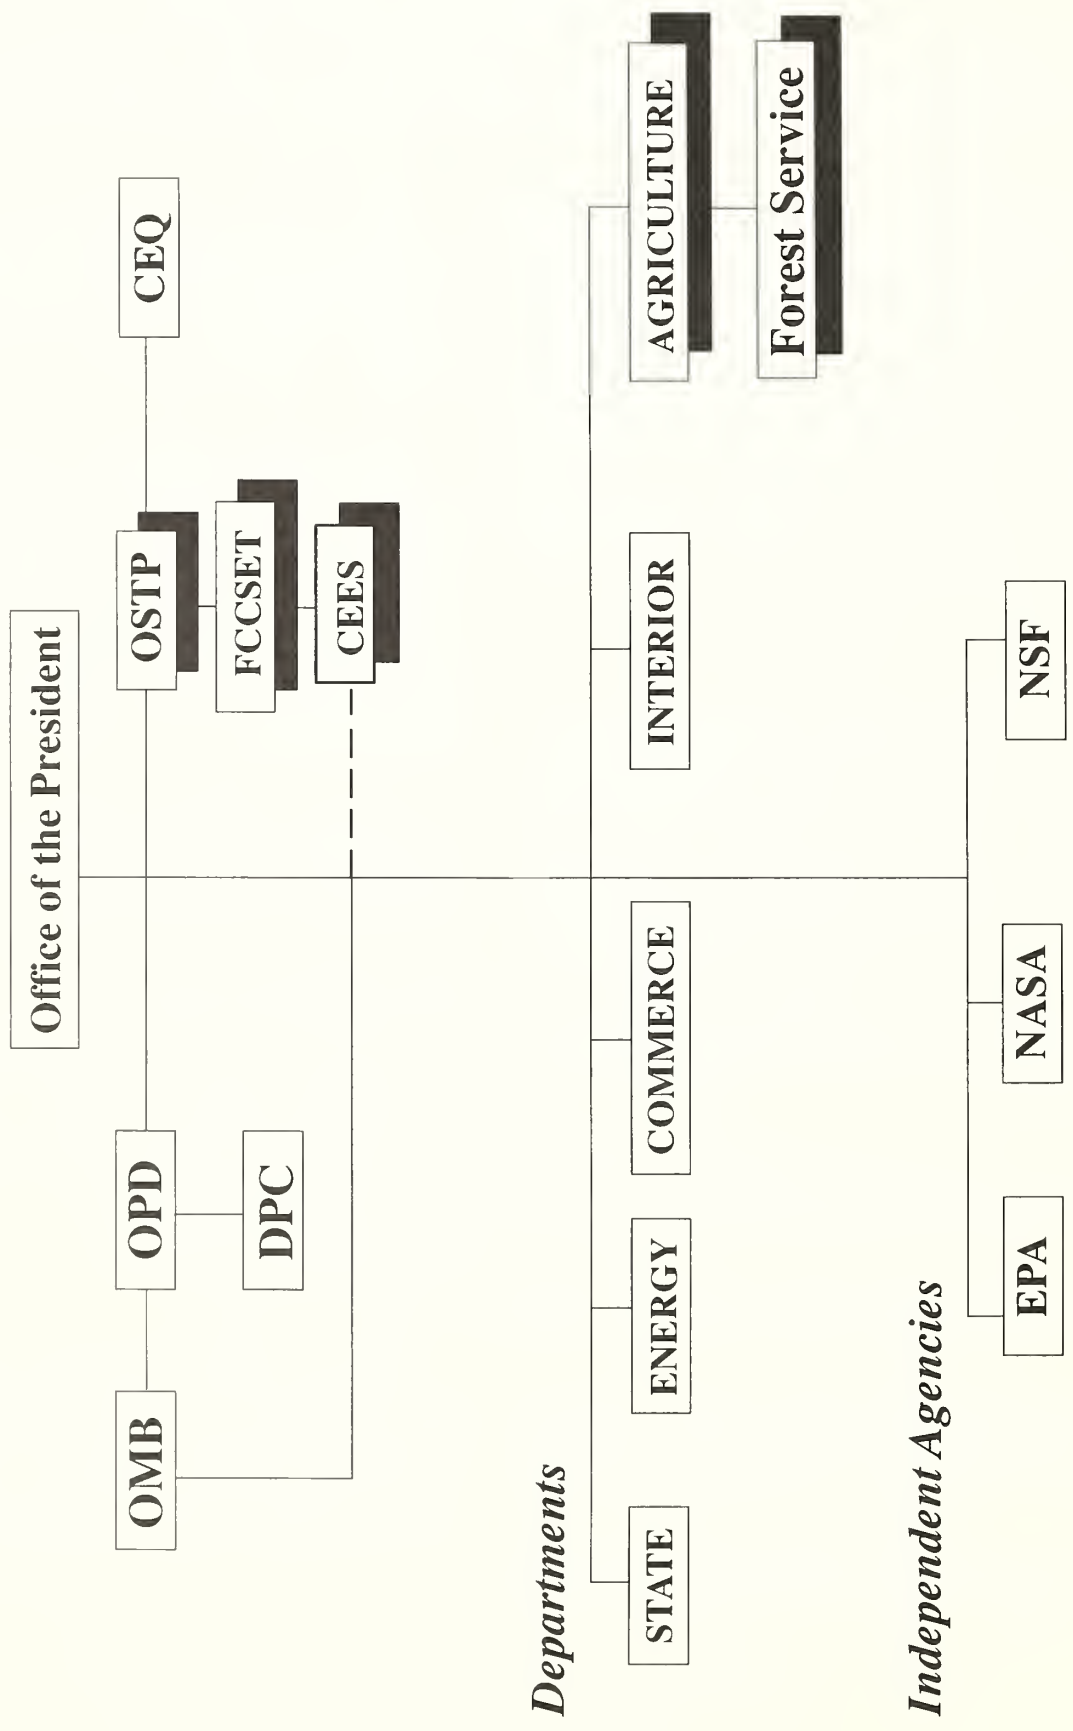 Office of the President
OMB
OPD
OSTP
CEQ
DPC
FCCSET
CEES
Departments
STATE
ENERGY
COMMERCE
INTERIOR
AGRICULTURE
Forest Service
Independent Agencies
EPA
NASA
NSF